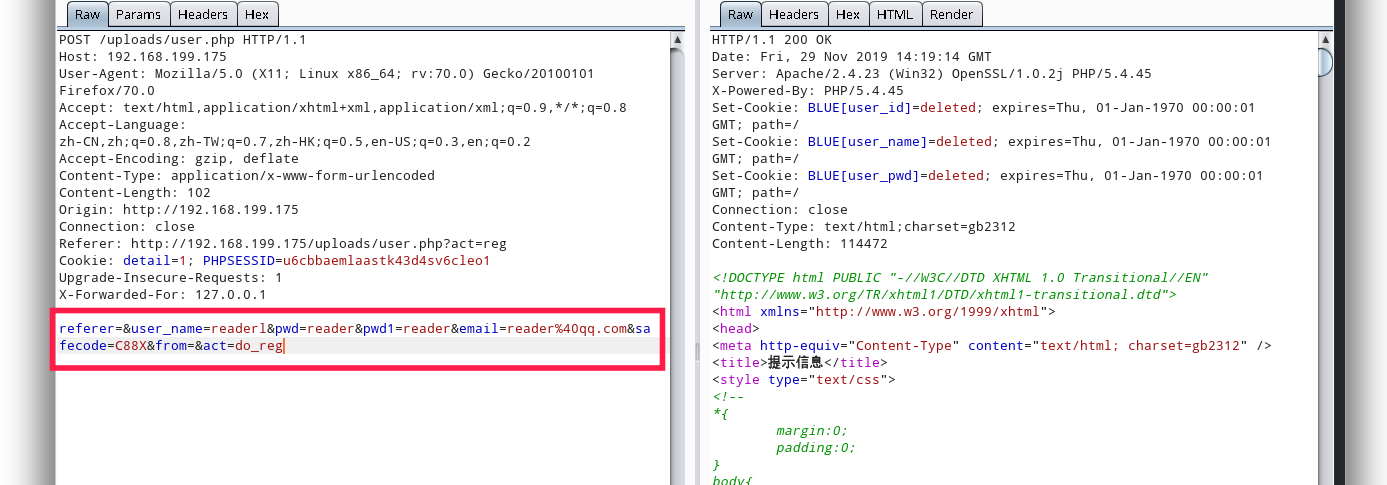 Raw Params Headers Hex
POST /uploads/user.php HTTP/1.1
Host: 192.168.199.175
User-Agent: Mozilla/5.0 (X11; Linux x86_64; rv:70.0) Gecko/20100101
Firefox/70.0
Accept: text/html,application/xhtml+xml,application/xml;q=0.9,*/*;q=0.8
Accept-Language:
zh-CN,zh;q=0.8,zh-TW;q=0.7,zh-HK;q=0.5,en-US;q=0.3,en;q=0.2
Accept-Encoding: gzip, deflate
Content-Type: application/x-www-form-urlencoded
Content-Length: 102
Origin: http://192.168.199.175
Connection: close
Referer: http://192.168.199.175/uploads/user.php?act=reg
Cookie: detail=1; PHPSESSID=u6cbbaemlaastk43d4sv6cleo1
Upgrade-Insecure-Requests: 1
X-Forwarded-For: 127.0.0.1
referer=&user_name=reader1&pwd=reader&pwd1=reader&email=reader%40qq.com&sa
fecode=C88X&from=&act=do_reg
Raw Headers Hex HTML Render
HTTP/1.1 200 OK
Date: Fri, 29 Nov 2019 14:19:14 GMT
Server: Apache/2.4.23 (Win32) OpenSSL/1.0.2j PHP/5.4.45
X-Powered-By: PHP/5.4.45
Set-Cookie: BLUE[user_id]=deleted; expires=Thu, 01-Jan-1970 00:00:01
GMT; path=/
Set-Cookie: BLUE[user_name]=deleted; expires=Thu, 01-Jan-1970 00:00:01
GMT; path=/
Set-Cookie: BLUE[user_pwd]=deleted; expires=Thu, 01-Jan-1970 00:00:01
GMT; path=/
Connection: close
Content-Type: text/html;charset=gb2312
Content-Length: 114472
<!DOCTYPE html PUBLIC "-//W3C//DTD XHTML 1.0 Transitional//EN"
"http://www.w3.org/TR/xhtml1/DTD/xhtml1-transitional.dtd">
<html xmlns="http://www.w3.org/1999/xhtml">
<head>
<meta http-equiv="Content-Type" content="text/html; charset=gb2312" />
<title>提示信息</title>
<style type="text/css">
<!--
*{
margin:0;
padding:0;
}
body{